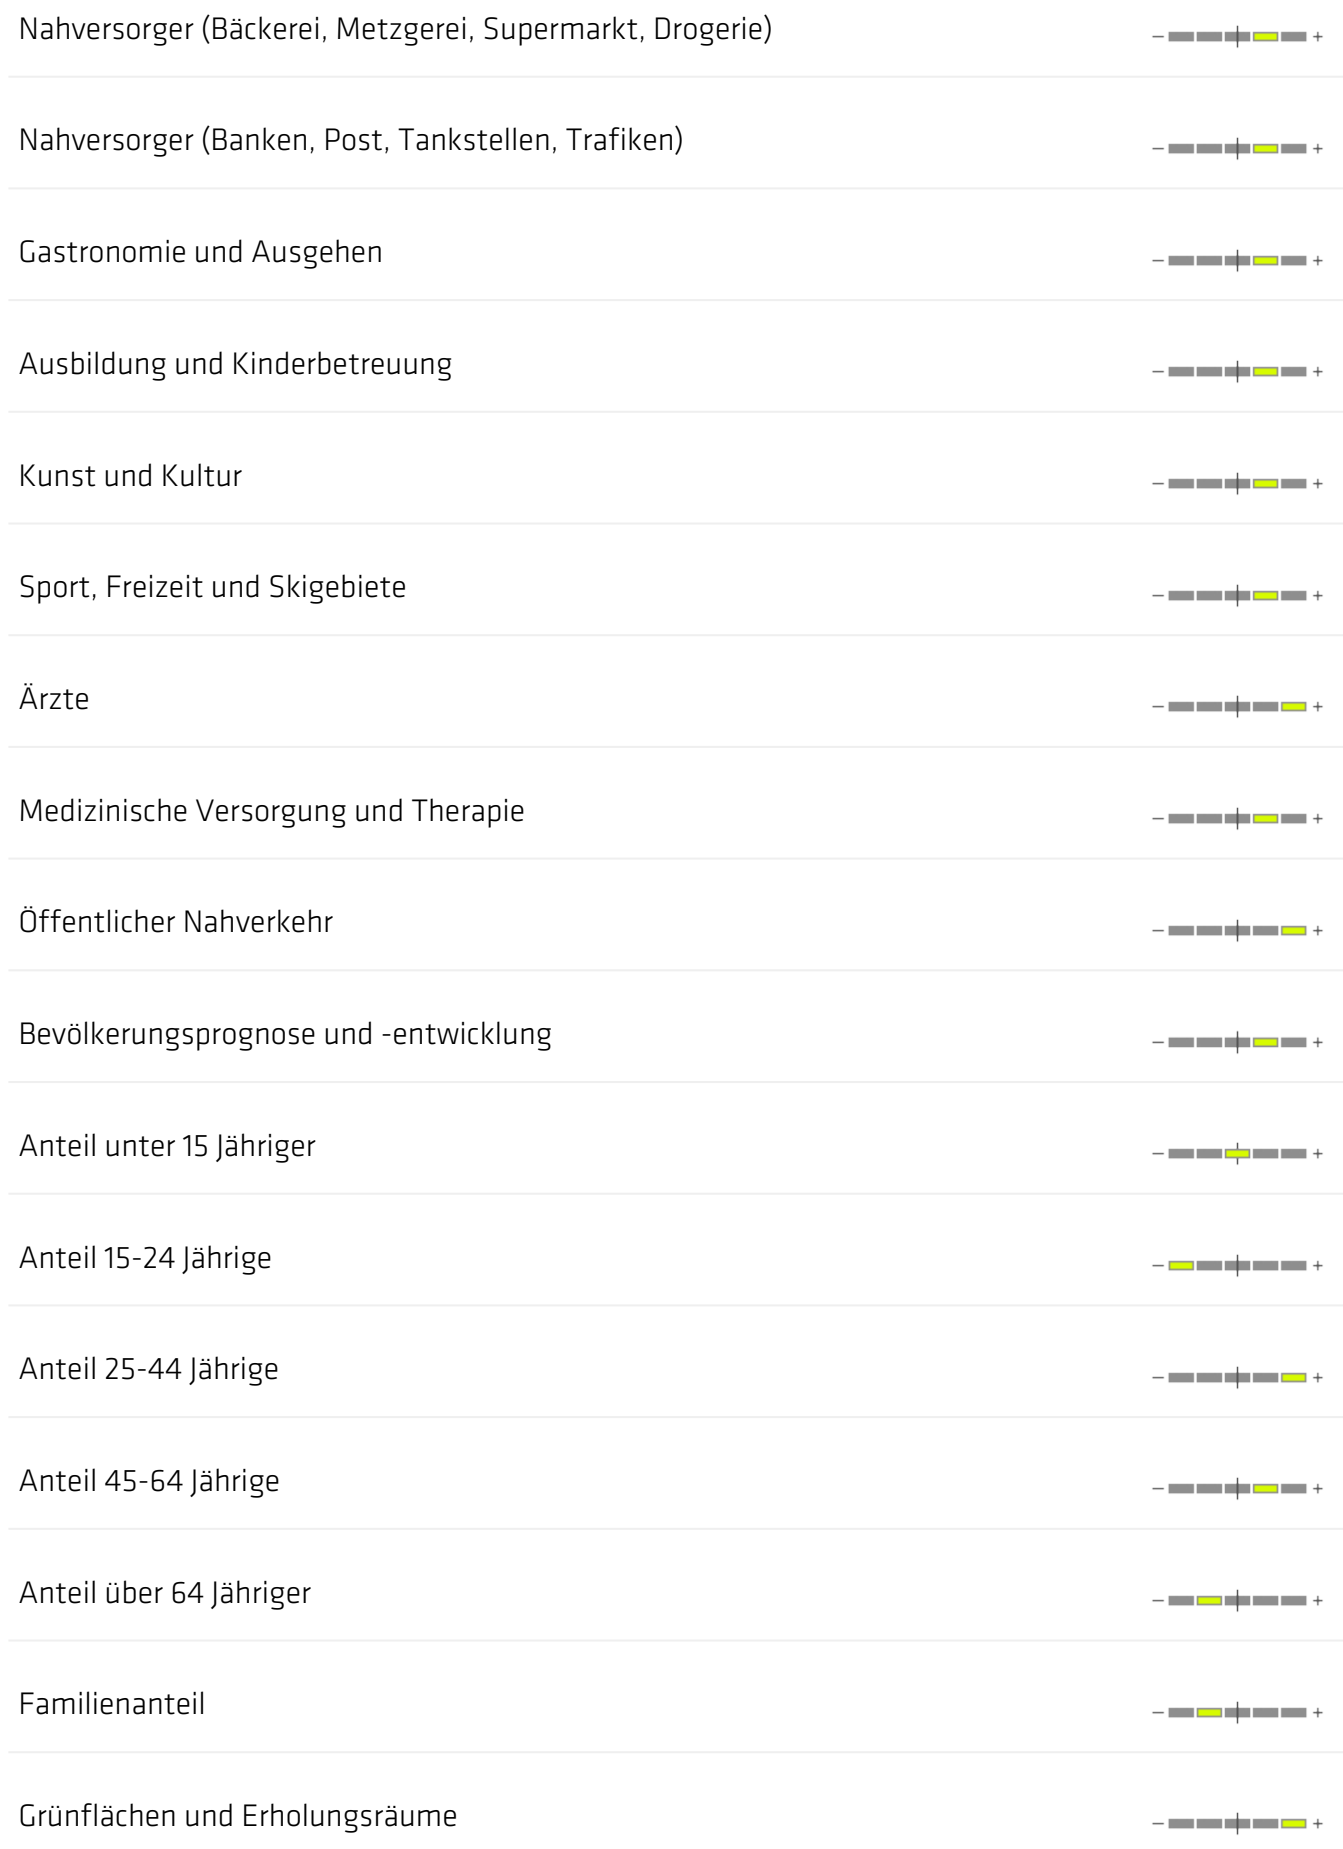 Nahversorger (Bäckerei, Metzgerei, Supermarkt, Drogerie) – +
Nahversorger (Banken, Post, Tankstellen, Trafiken) – +
Gastronomie und Ausgehen – +
Ausbildung und Kinderbetreuung – +
Kunst und Kultur – +
Sport, Freizeit und Skigebiete – +
Ärzte – +
Medizinische Versorgung und Therapie – +
Öffentlicher Nahverkehr – +
Bevölkerungsprognose und -entwicklung – +
Anteil unter 15 Jähriger – +
Anteil 15-24 Jährige – +
Anteil 25-44 Jährige – +
Anteil 45-64 Jährige – +
Anteil über 64 Jähriger – +
Familienanteil – +
Grünflächen und Erholungsräume – +